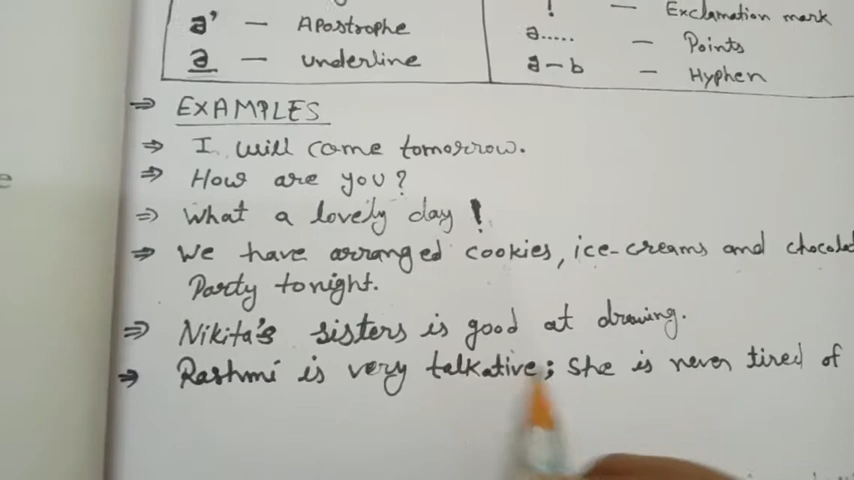 ! — Exclamation mark
a' — Apostrophe
a..... — Points
a — underline
a-b — Hyphen
⇒ EXAMPLES
⇒ I will come tomorrow.
⇒ How are you?
⇒ What a lovely day !
⇒ We have arranged cookies, ice-creams and
Party tonight.
⇒ Nikita's sisters is good at drawing.
⇒ Rashmi is very talkative; She is never tired of